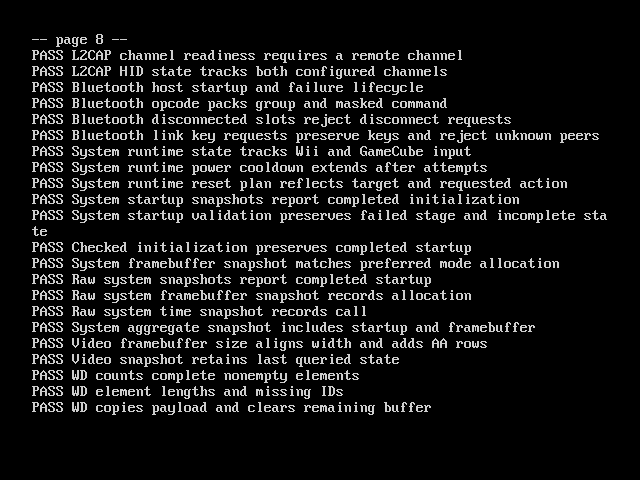 -- page 8 --
PASS L2CAP channel readiness requires a remote channel
PASS L2CAP HID state tracks both configured channels
PASS Bluetooth host startup and failure lifecycle
PASS Bluetooth opcode packs group and masked command
PASS Bluetooth disconnected slots reject disconnect requests
PASS Bluetooth link key requests preserve keys and reject unknown peers
PASS System runtime state tracks Wii and GameCube input
PASS System runtime power cooldown extends after attempts
PASS System runtime reset plan reflects target and requested action
PASS System startup snapshots report completed initialization
PASS System startup validation preserves failed stage and incomplete sta
te
PASS Checked initialization preserves completed startup
PASS System framebuffer snapshot matches preferred mode allocation
PASS Raw system snapshots report completed startup
PASS Raw system framebuffer snapshot records allocation
PASS Raw system time snapshot records call
PASS System aggregate snapshot includes startup and framebuffer
PASS Video framebuffer size aligns width and adds AA rows
PASS Video snapshot retains last queried state
PASS WD counts complete nonempty elements
PASS WD element lengths and missing IDs
PASS WD copies payload and clears remaining buffer